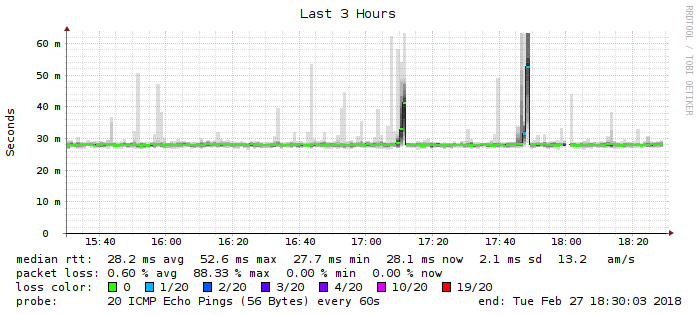 Last 3 Hours
RRDTOOL / TOBI OETIKER
Seconds
60 m
50 m
40 m
30 m
20 m
10 m
0
15:40 16:00 16:20 16:40 17:00 17:20 17:40 18:00 18:20
median rtt: 28.2 ms avg 52.6 ms max 27.7 ms min 28.1 ms now 2.1 ms sd 13.2 am/s
packet loss: 0.60 % avg 88.33 % max 0.00 % min 0.00 % now
loss color: 0 1/20 2/20 3/20 4/20 10/20 19/20
probe: 20 ICMP Echo Pings (56 Bytes) every 60s end: Tue Feb 27 18:30:03 2018